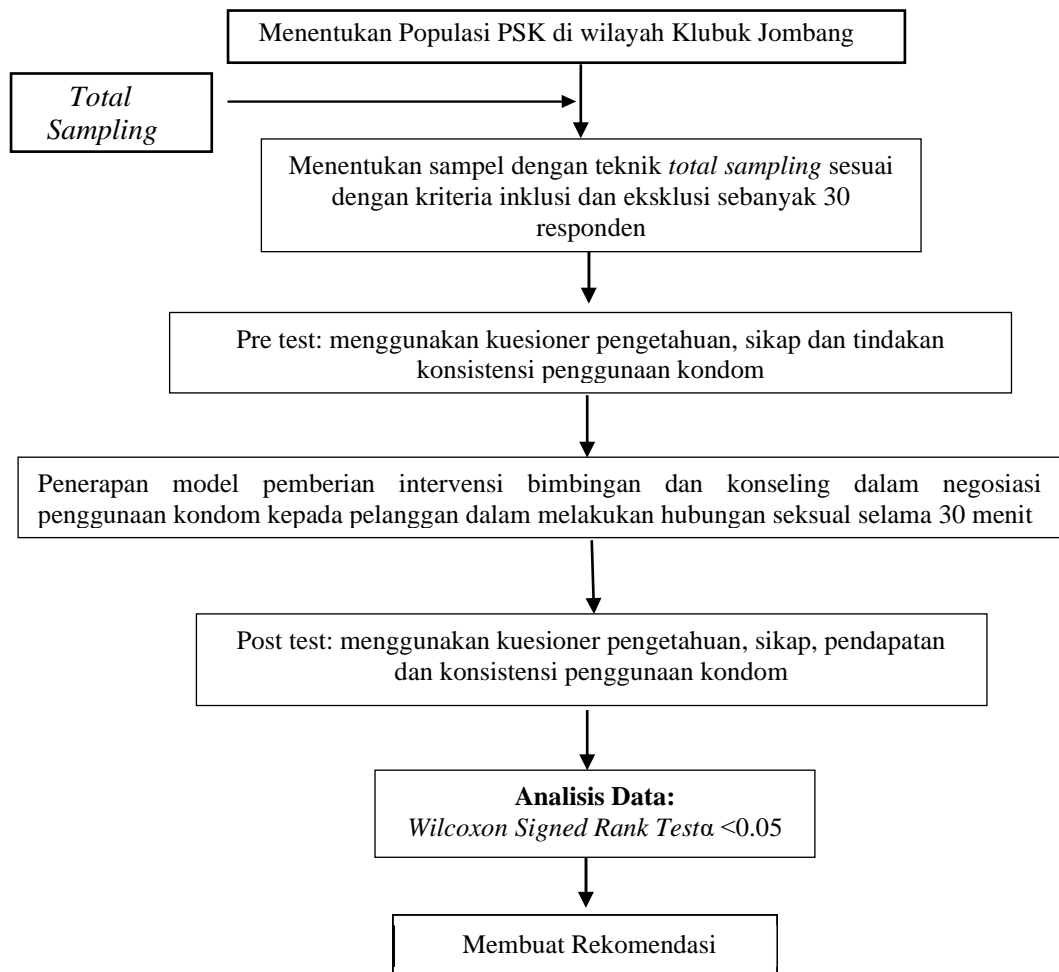 Menentukan Populasi PSK di wilayah Klubuk Jombang
Total
Sampling
Menentukan sampel dengan teknik total sampling sesuai
dengan kriteria inklusi dan eksklusi sebanyak 30
responden
Pre test: menggunakan kuesioner pengetahuan, sikap dan tindakan
konsistensi penggunaan kondom
Penerapan model pemberian intervensi bimbingan dan konseling dalam negosiasi
penggunaan kondom kepada pelanggan dalam melakukan hubungan seksual selama 30 menit
Post test: menggunakan kuesioner pengetahuan, sikap, pendapatan
dan konsistensi penggunaan kondom
Analisis Data:
Wilcoxon Signed Rank Testα <0.05
Membuat Rekomendasi